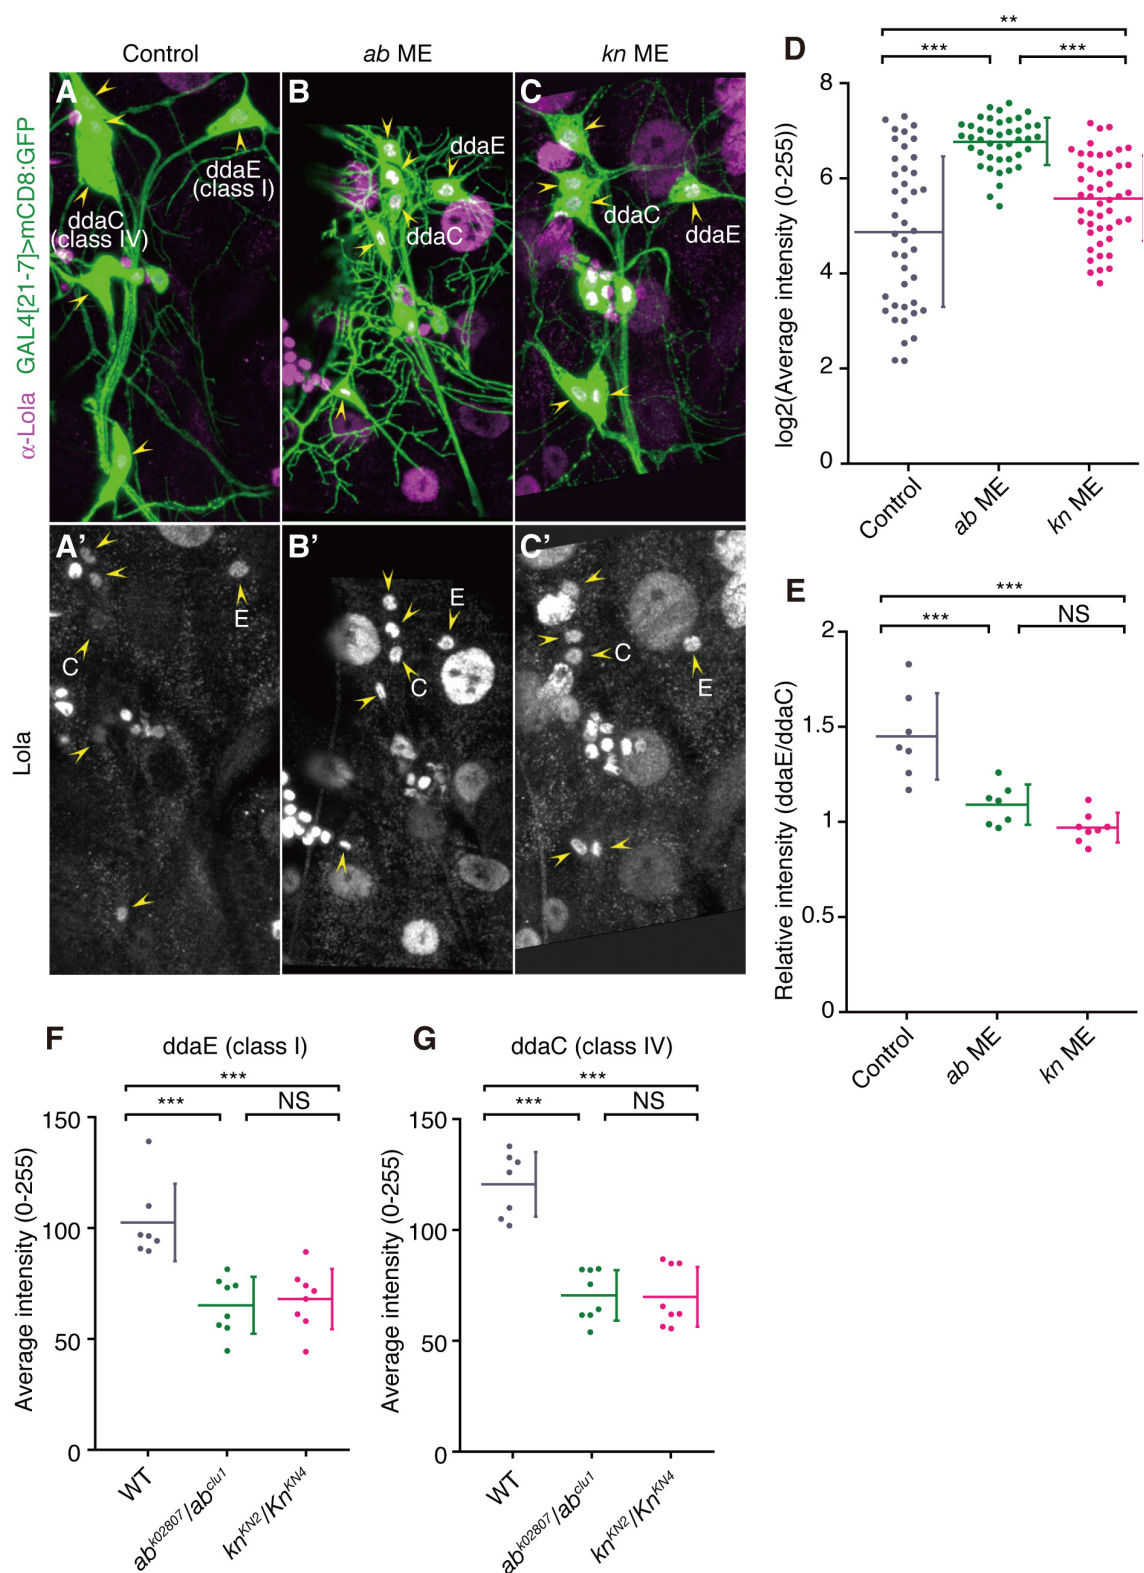 Control
ab ME
kn ME
α-Lola GAL4[21-7]>mCD8:GFP
A
ddaE
(class I)
ddaC
(class IV)
B
ddaE
ddaC
C
ddaC
ddaE
Lola
A'
E
C
B'
E
C
C'
C
E
D
**
***
***
log2(Average intensity (0-255))
8
6
4
2
0
Control
ab ME
kn ME
E
***
***
NS
Relative intensity (ddaE/ddaC)
2
1.5
1
0.5
0
Control
ab ME
kn ME
F
ddaE (class I)
***
***
NS
Average intensity (0-255)
150
100
50
0
WT
abk02807/abclu1
knKN2/KnKN4
G
ddaC (class IV)
***
***
NS
Average intensity (0-255)
150
100
50
0
WT
abk02807/abclu1
knKN2/KnKN4